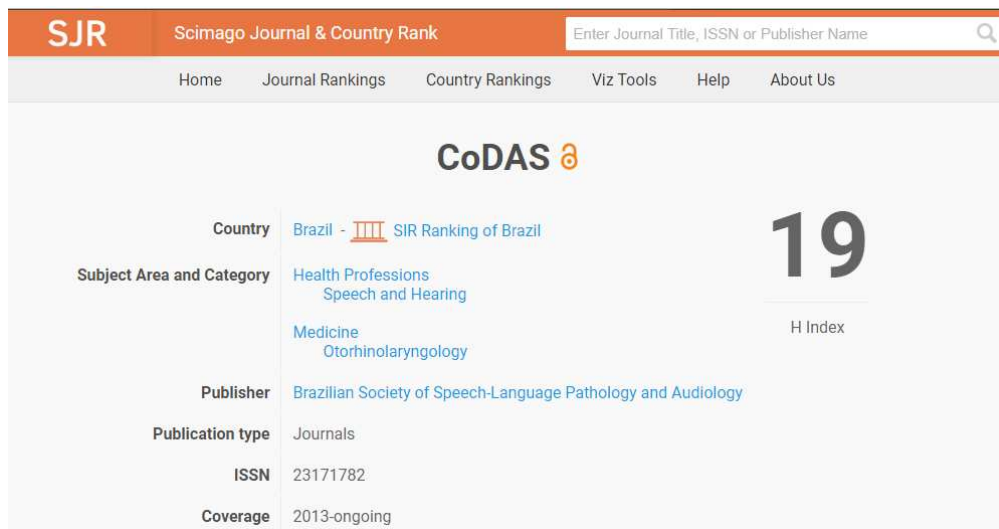 SJR Scimago Journal & Country Rank Enter Journal Title, ISSN or Publisher Name
Home Journal Rankings Country Rankings Viz Tools Help About Us
CoDAS
Country Brazil - SIR Ranking of Brazil
Subject Area and Category Health Professions
Speech and Hearing
Medicine
Otorhinolaryngology
Publisher Brazilian Society of Speech-Language Pathology and Audiology
Publication type Journals
ISSN 23171782
Coverage 2013-ongoing
19
H Index